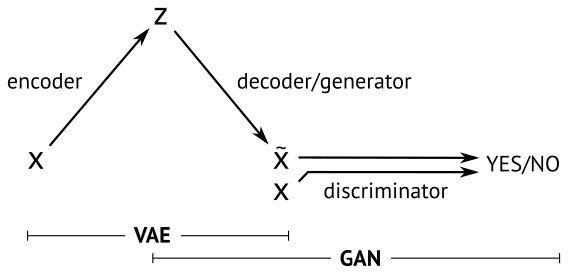 z
encoder
decoder/generator
x
x̃
YES/NO
x
discriminator
VAE
GAN